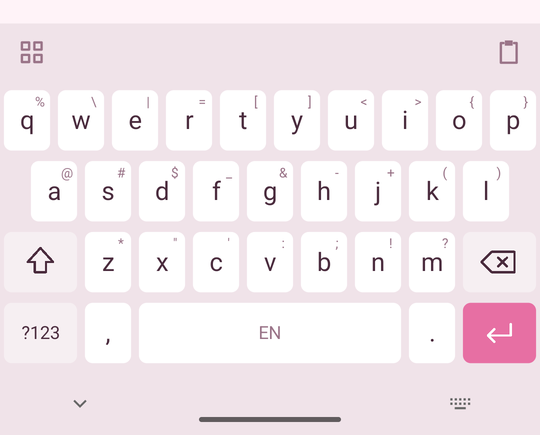 % \ | = [ ] < > { }
q w e r t y u i o p
@ # $ _ & - + ( )
a s d f g h j k l
* " ' : ; ! ?
z x c v b n m
?123 , EN .